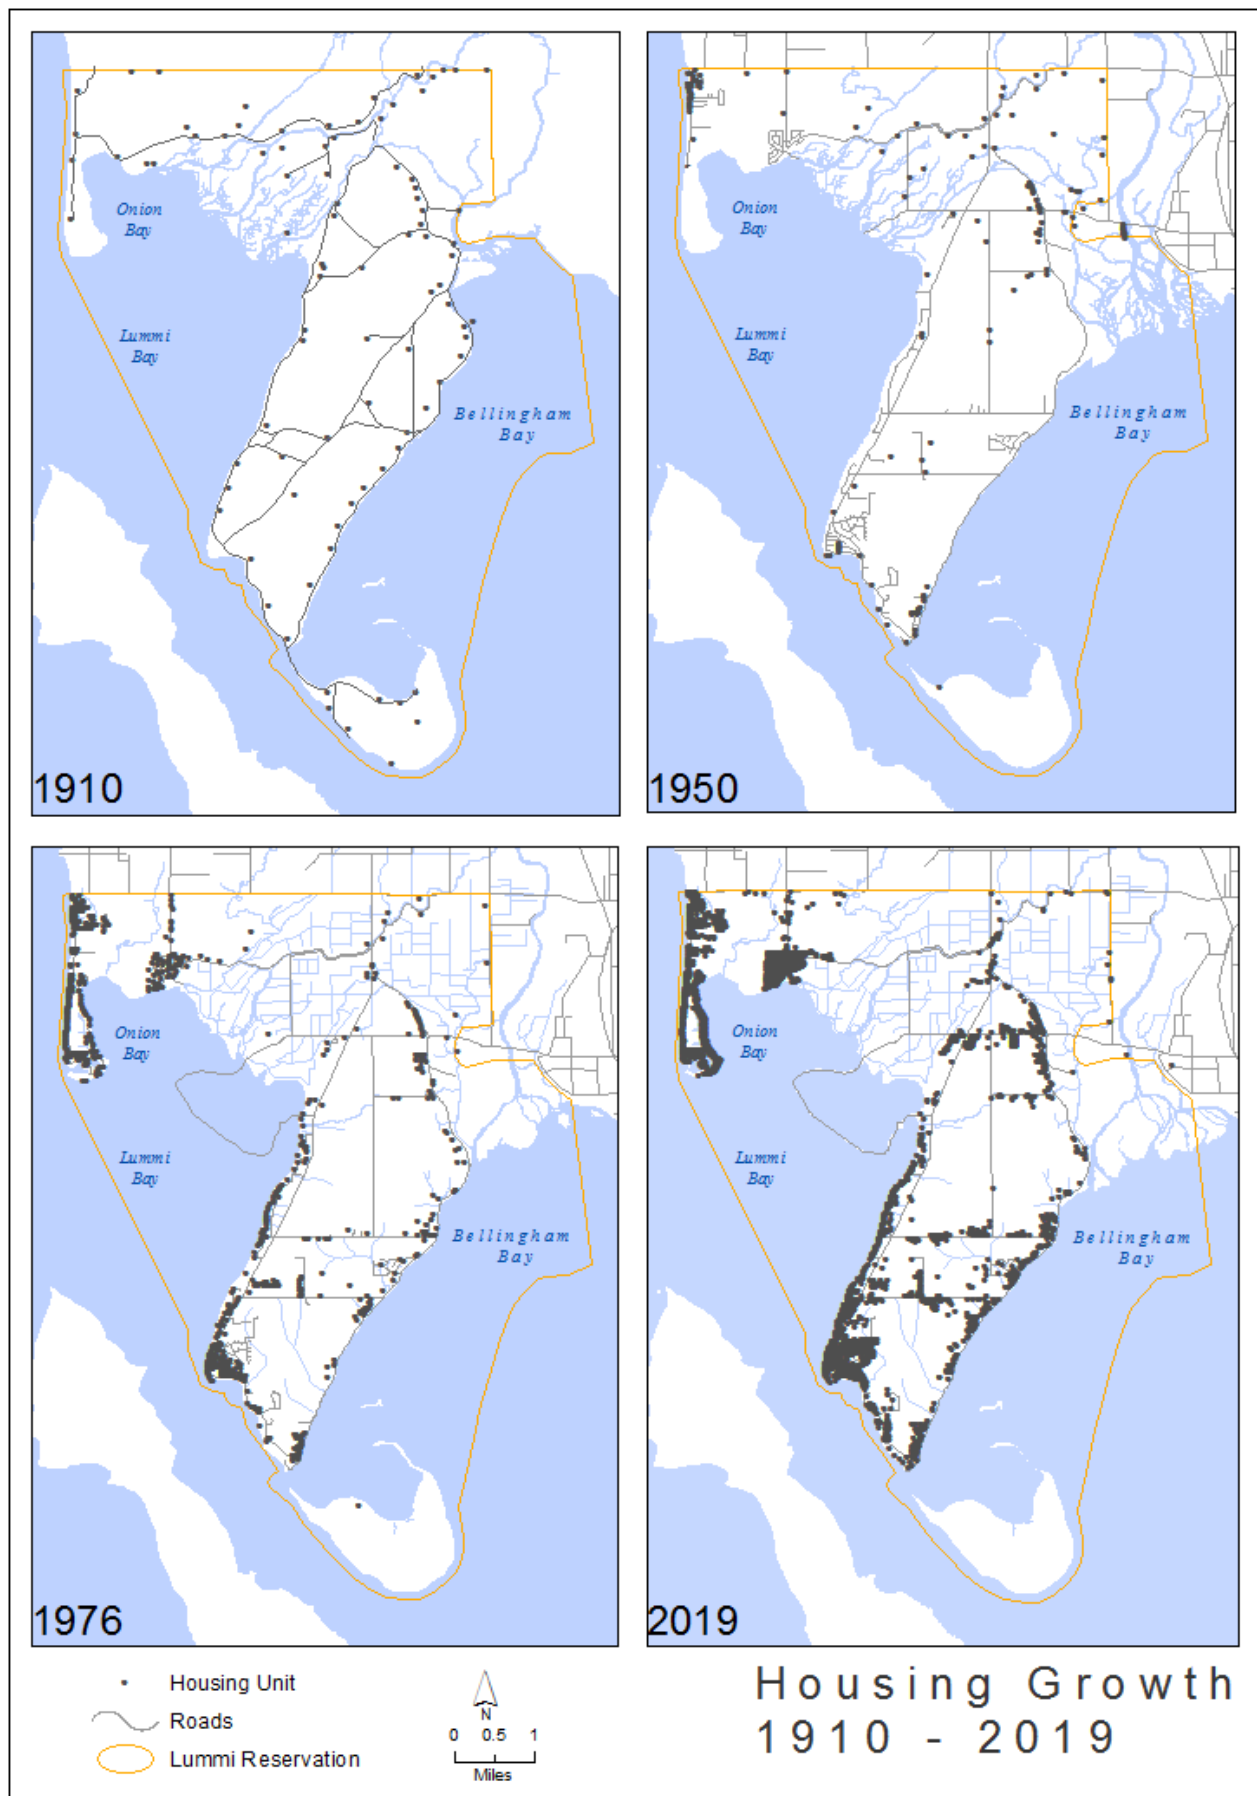 Onion
Bay
Lummi
Bay
Bellingham
Bay
1910
Onion
Bay
Lummi
Bay
Bellingham
Bay
1950
Onion
Bay
Lummi
Bay
Bellingham
Bay
1976
Onion
Bay
Lummi
Bay
Bellingham
Bay
2019
Housing Unit
Roads
Lummi Reservation
N
0 0.5 1
Miles
Housing Growth
1910 - 2019